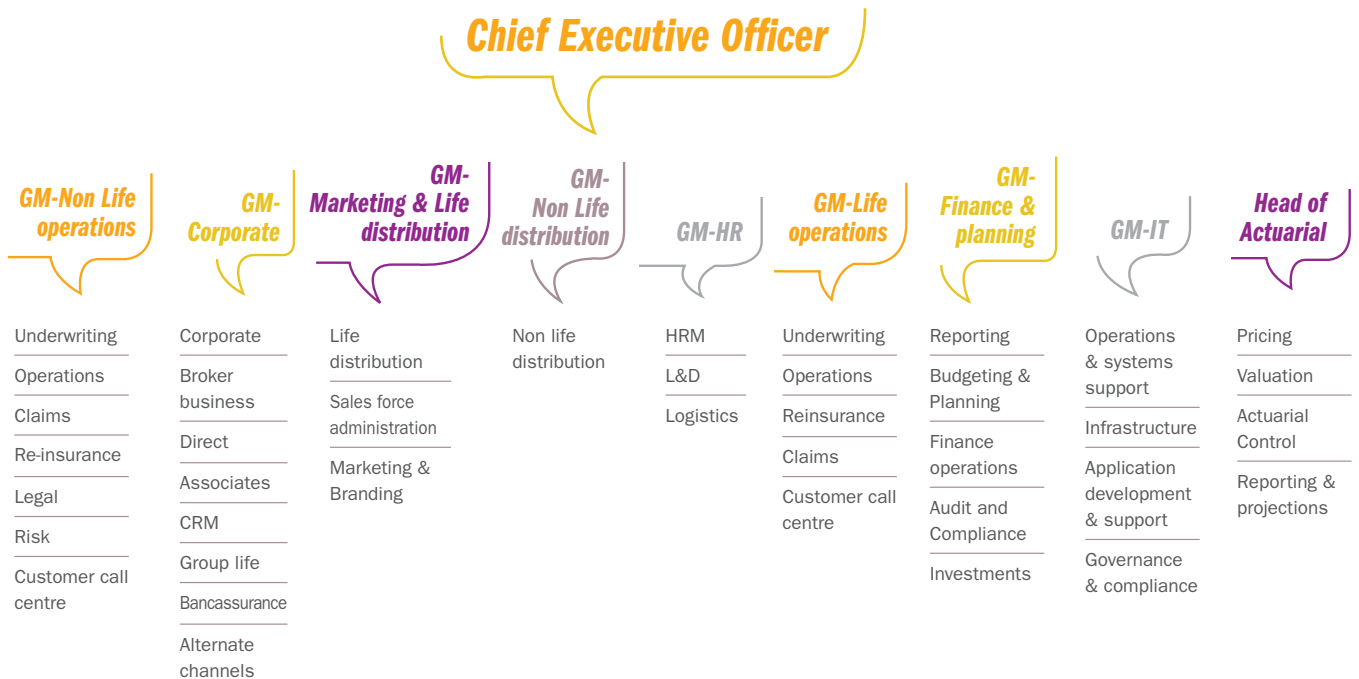 Chief Executive Officer
GM-Non Life
operations
Underwriting
Operations
Claims
Re-insurance
Legal
Risk
Customer call
centre
GM-
Corporate
Corporate
Broker
business
Direct
Associates
CRM
Group life
Bancassurance
Alternate
channels
GM-
Marketing & Life
distribution
Life
distribution
Sales force
administration
Marketing &
Branding
GM-
Non Life
distribution
Non life
distribution
GM-HR
HRM
L&D
Logistics
GM-Life
operations
Underwriting
Operations
Reinsurance
Claims
Customer call
centre
GM-
Finance &
planning
Reporting
Budgeting &
Planning
Finance
operations
Audit and
Compliance
Investments
GM-IT
Operations
& systems
support
Infrastructure
Application
development
& support
Governance
& compliance
Head of
Actuarial
Pricing
Valuation
Actuarial
Control
Reporting &
projections